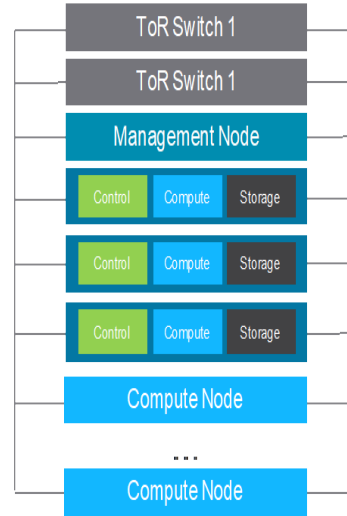 ToR Switch 1
ToR Switch 1
Management Node
Control Compute Storage
Control Compute Storage
Control Compute Storage
Compute Node
...
Compute Node